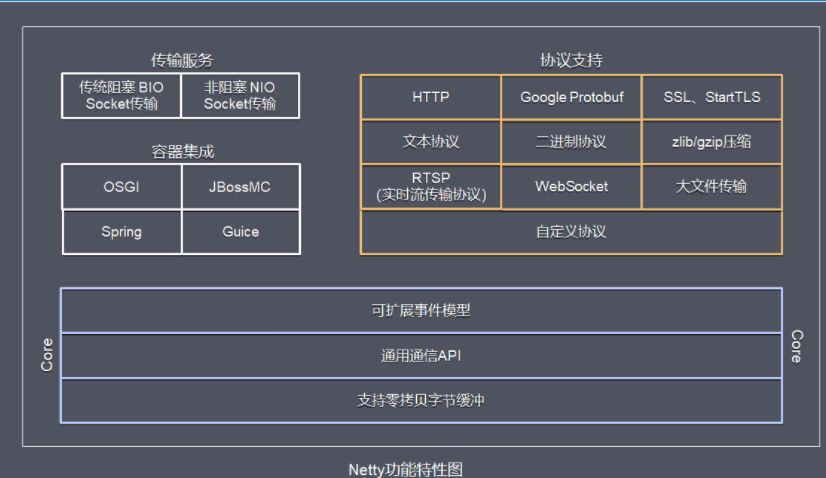 传输服务
传统阻塞 BIO
Socket传输
非阻塞 NIO
Socket传输
容器集成
OSGI
JBossMC
Spring
Guice
协议支持
HTTP
Google Protobuf
SSL、StartTLS
文本协议
二进制协议
zlib/gzip压缩
RTSP
(实时流传输协议)
WebSocket
大文件传输
自定义协议
Core
可扩展事件模型
通用通信API
支持零拷贝字节缓冲
Core
Netty功能特性图